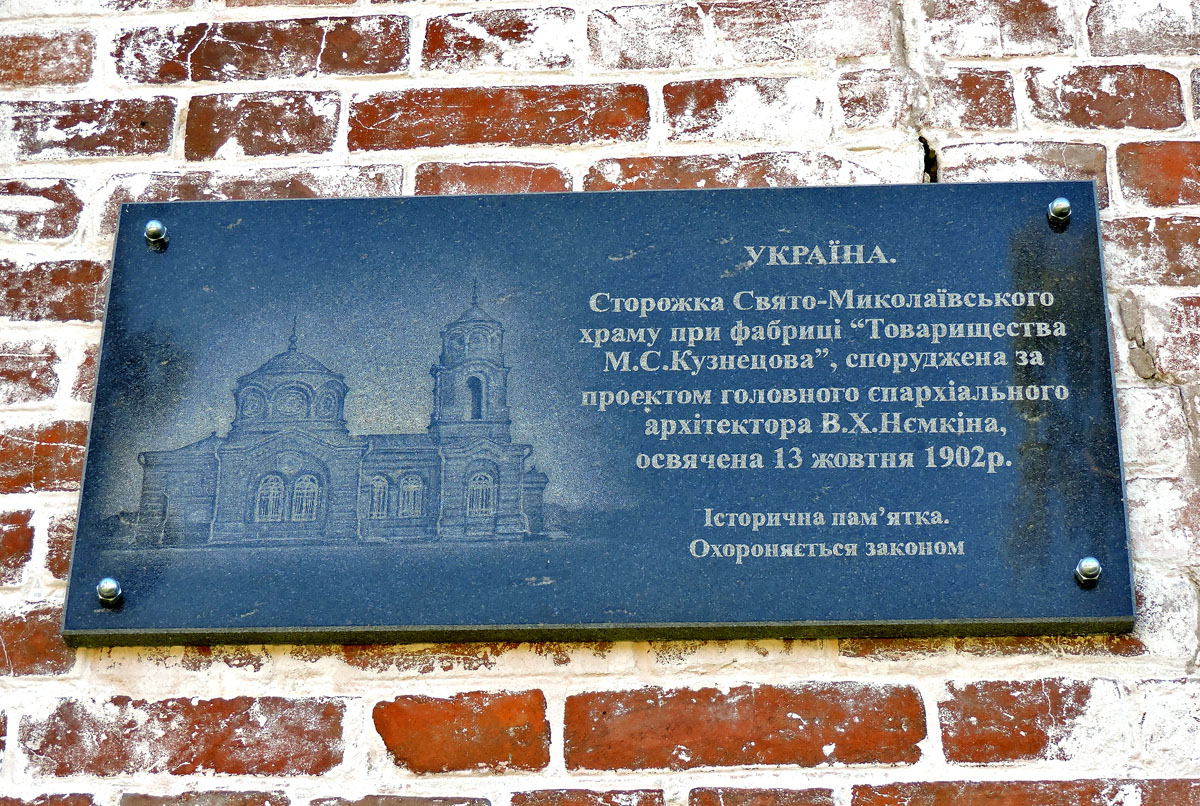 УКРАЇНА.
Сторожка Свято-Миколаївського
храму при фабриці “Товарищества
М.С.Кузнецова”, споруджена за
проектом головного єпархіального
архітектора В.Х.Нємкіна,
освячена 13 жовтня 1902р.
Історична пам’ятка.
Охороняється законом